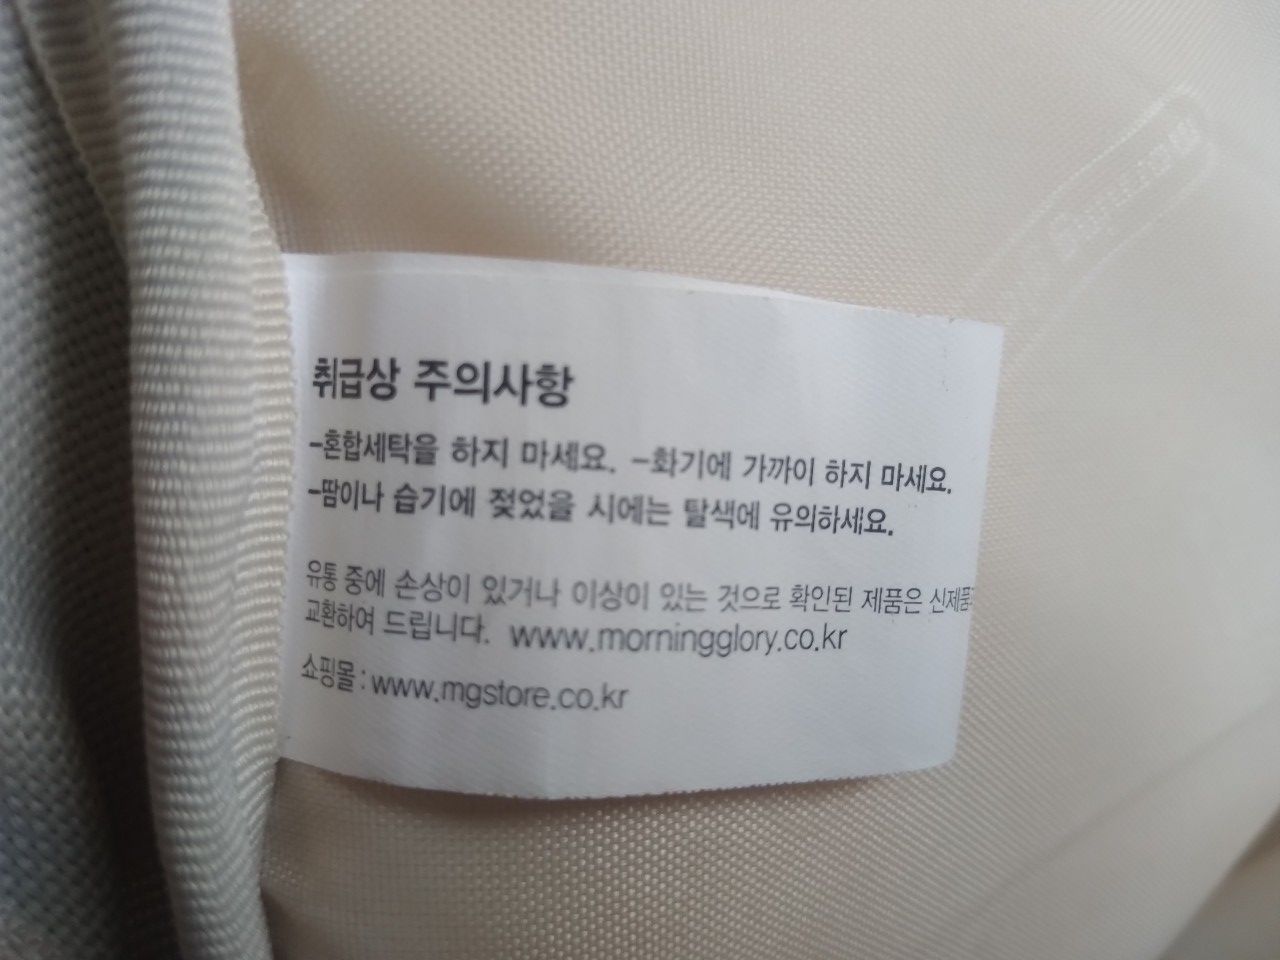 취급상 주의사항
-혼합세탁을 하지 마세요. -화기에 가까이 하지 마세요.
-땀이나 습기에 젖었을 시에는 탈색에 유의하세요.
유통 중에 손상이 있거나 이상이 있는 것으로 확인된 제품은 신제품
교환하여 드립니다. www.morningglory.co.kr
쇼핑몰 : www.mgstore.co.kr